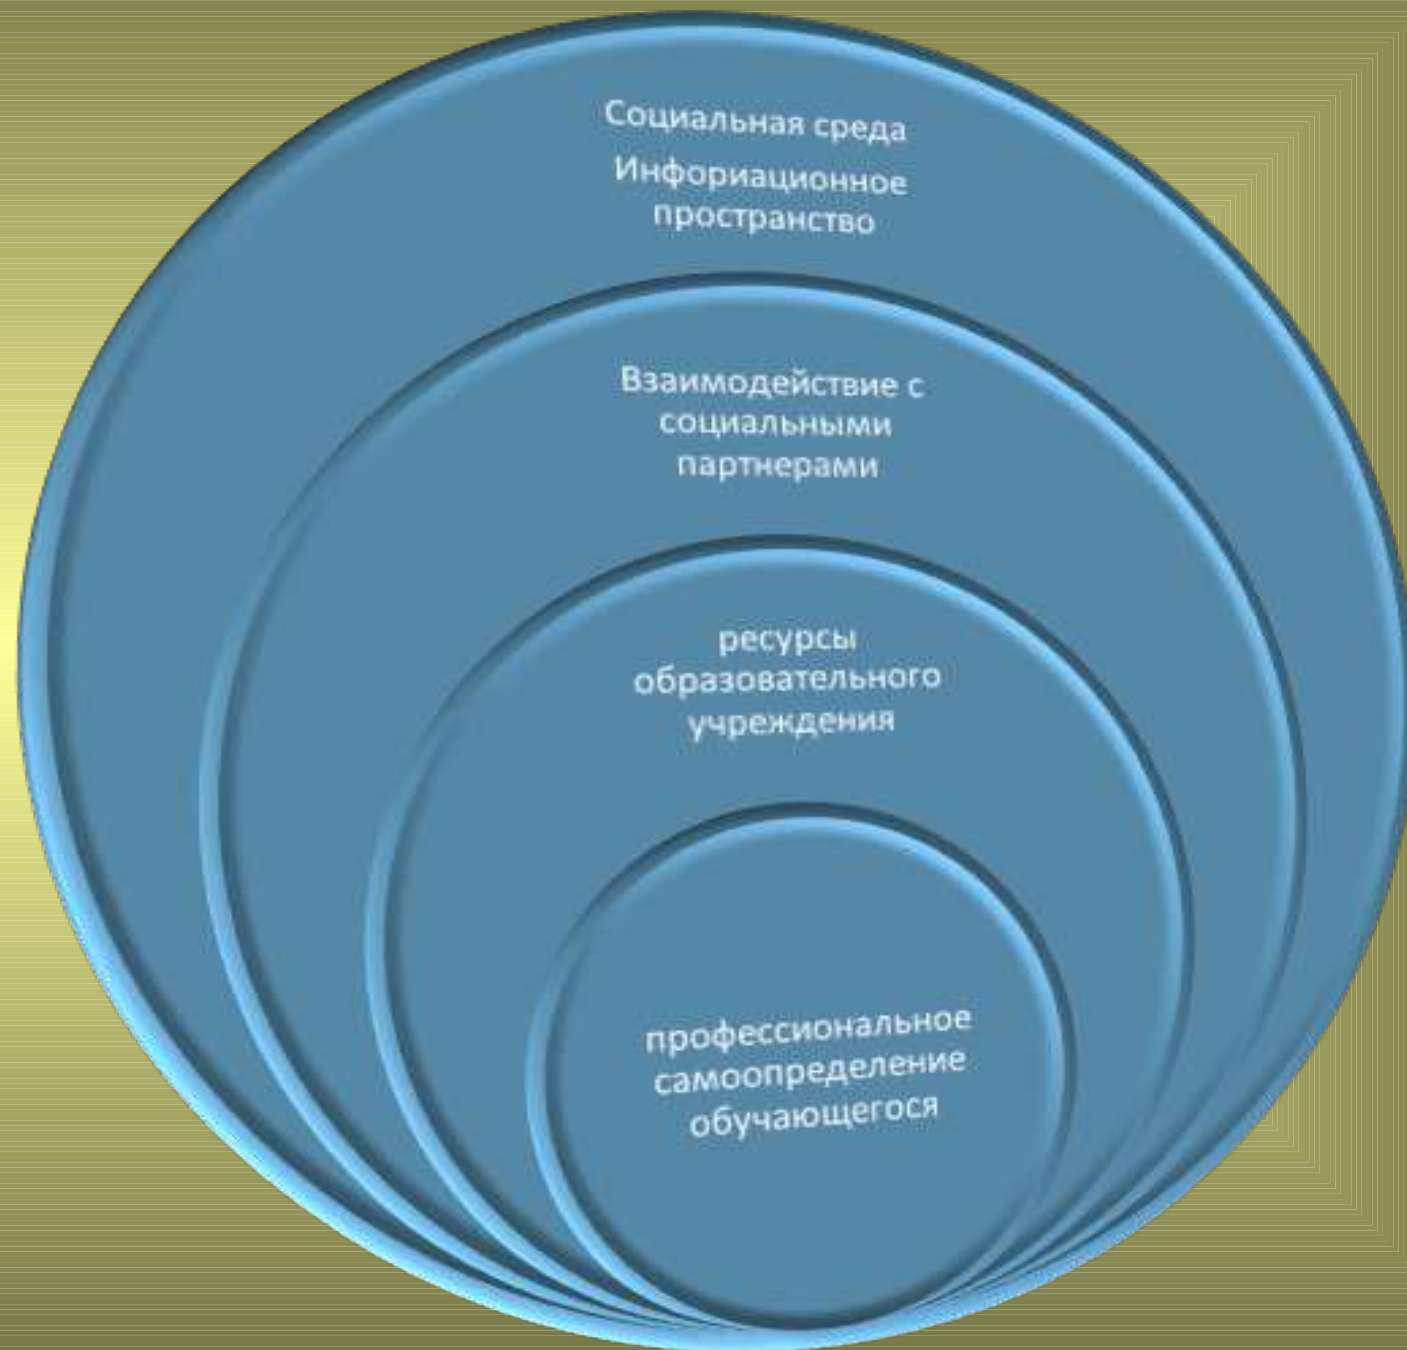 Социальная среда
Инфориационное
пространство
Взаимодействие с
социальными
партнерами
ресурсы
образовательного
учреждения
профессиональное
самоопределение
обучающегося